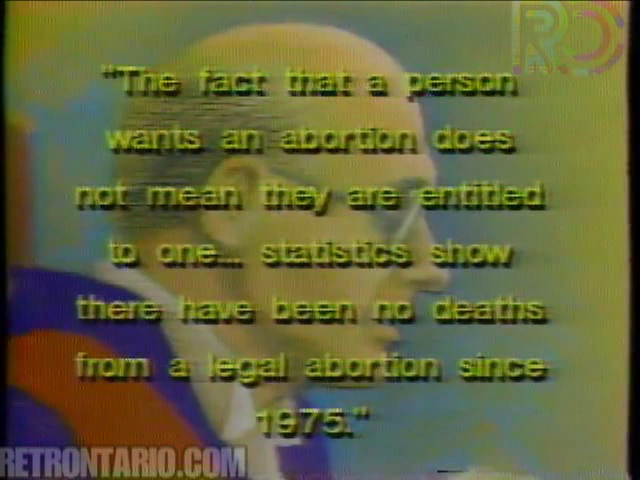 RO
"The fact that a person
wants an abortion does
not mean they are entitled
to one... statistics show
there have been no deaths
from a legal abortion since
1975."
RETRONTARIO.COM